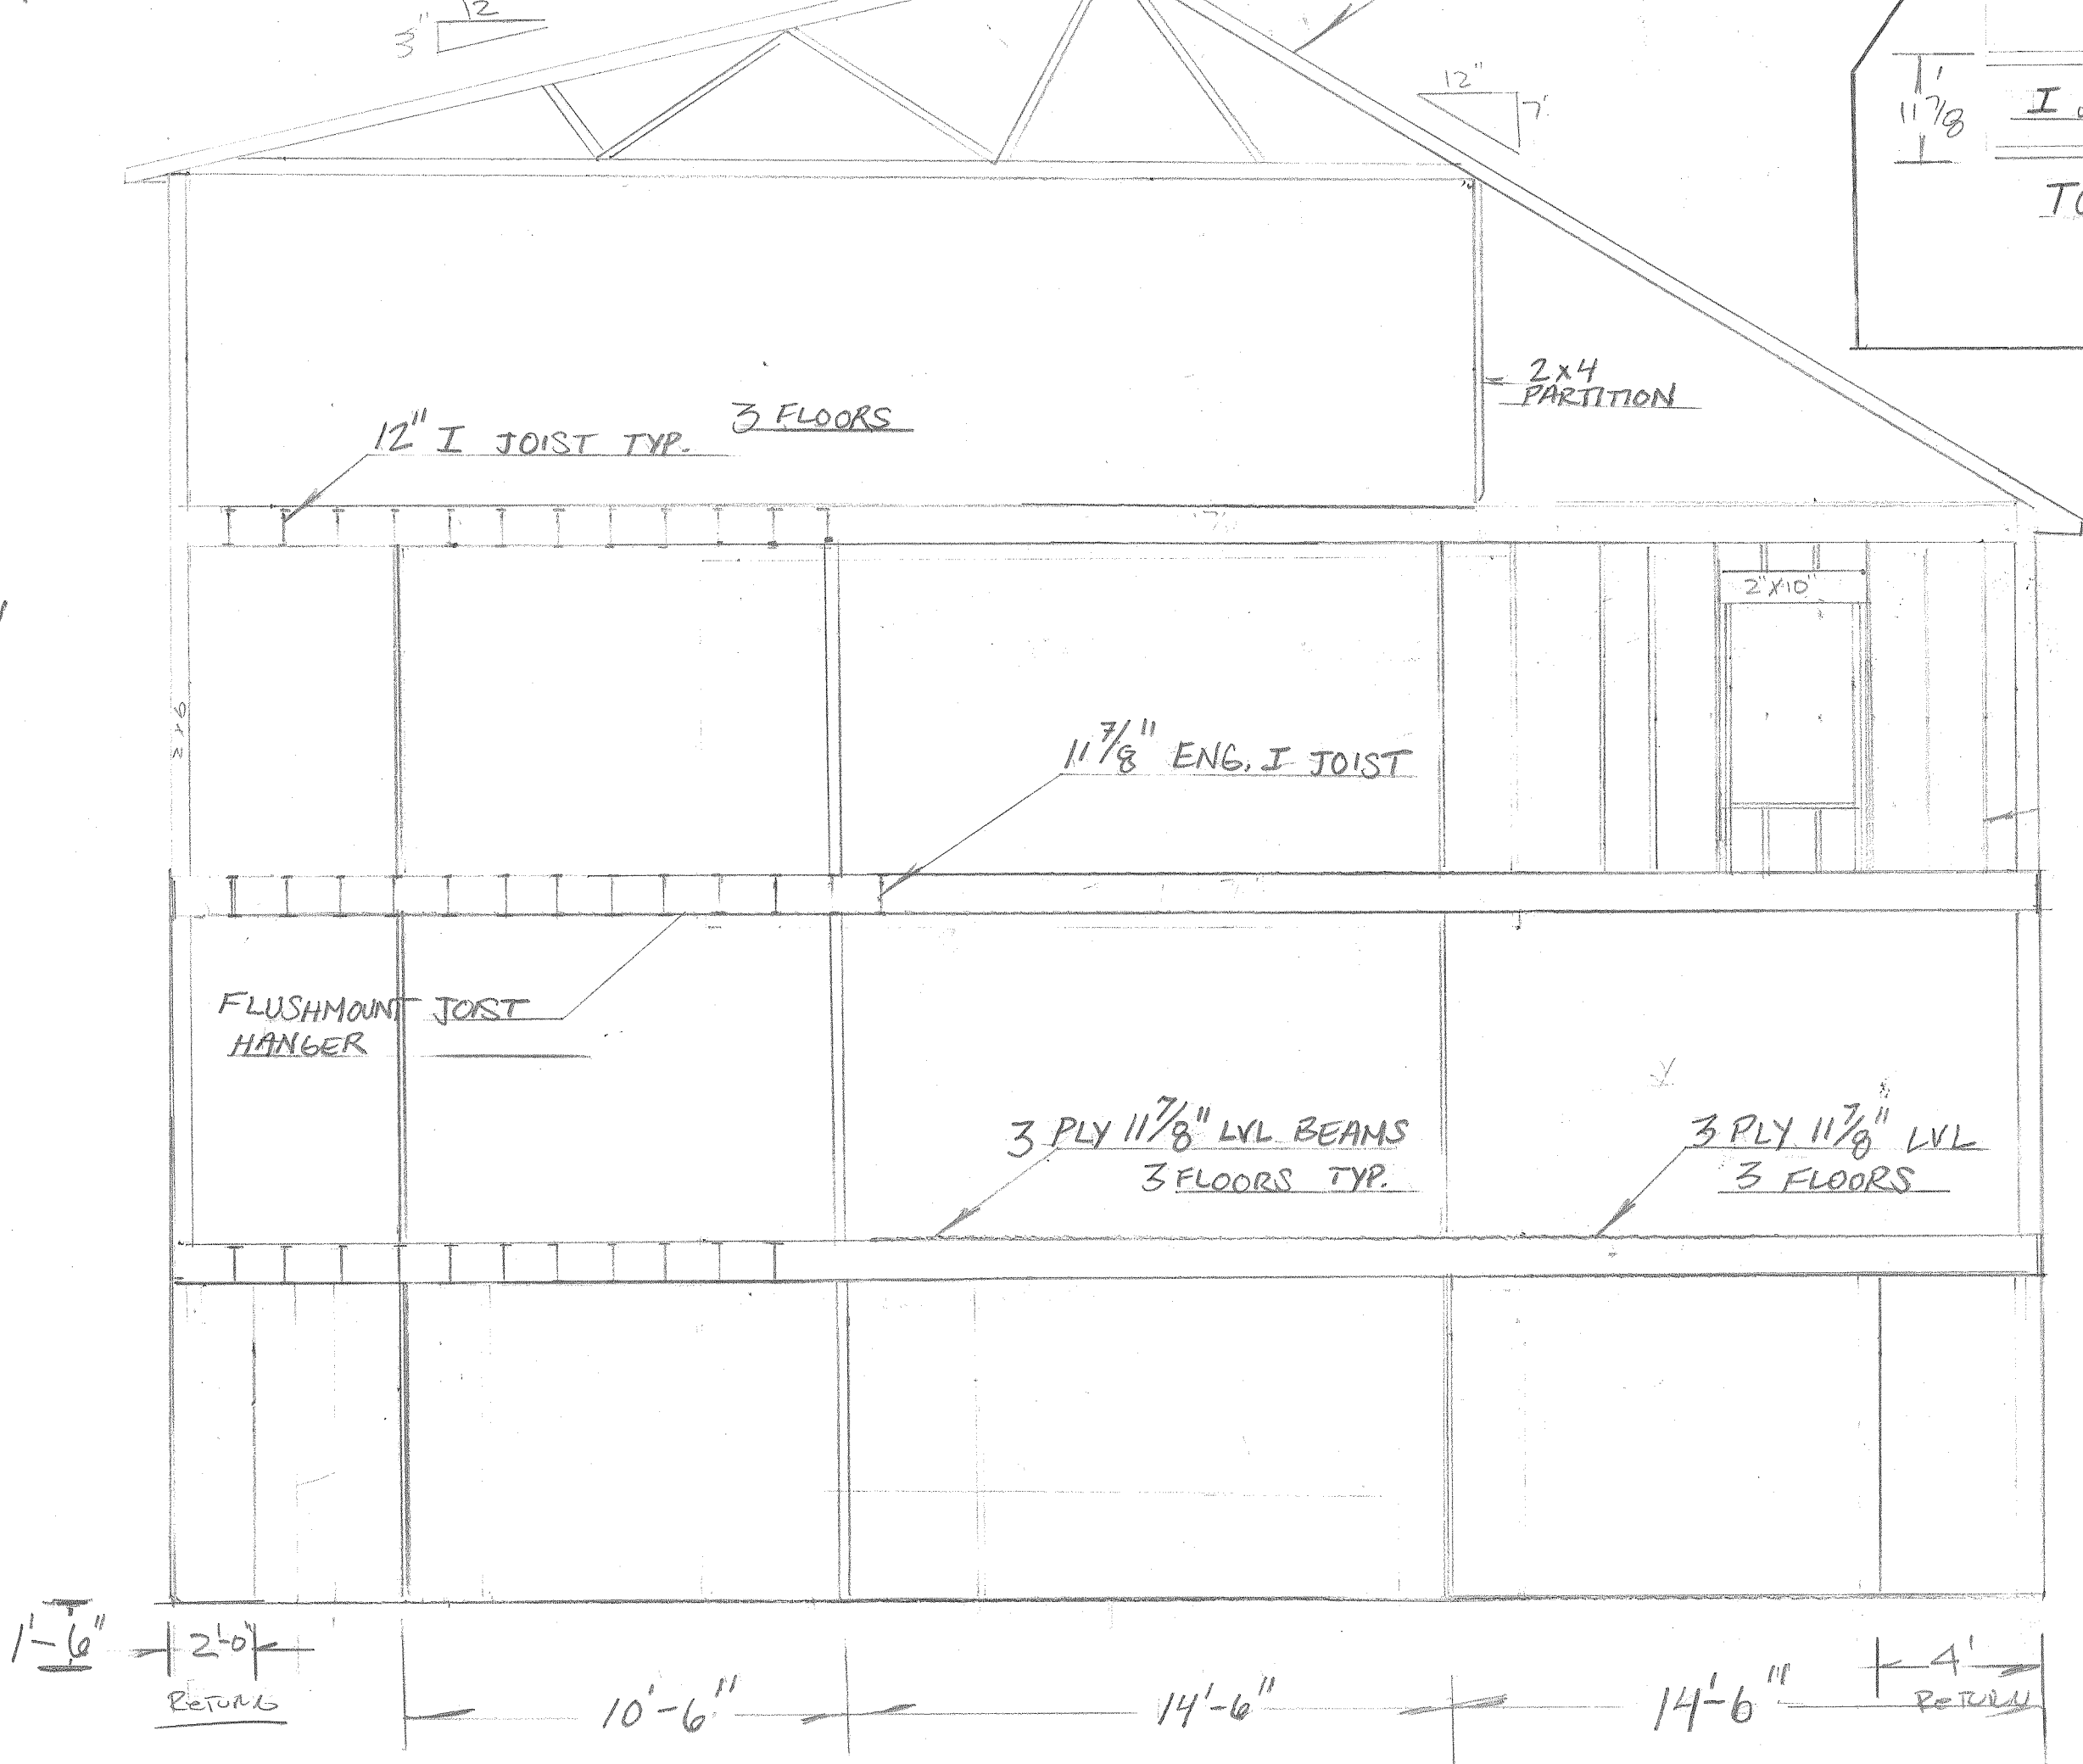 12
3"
12"
7'
11 7/8
I
2x4
PARTITION
3 FLOORS
12" I JOIST TYP.
2"X10"
2x6
11 7/8" ENG. I JOIST
FLUSHMOUNT JOIST
HANGER
3 PLY 11 7/8" LVL BEAMS
3 FLOORS TYP.
3 PLY 11 7/8" LVL
3 FLOORS
1'-6"
2'-0"
RETURN
10'-6"
14'-6"
14'-6"
4'
RETURN